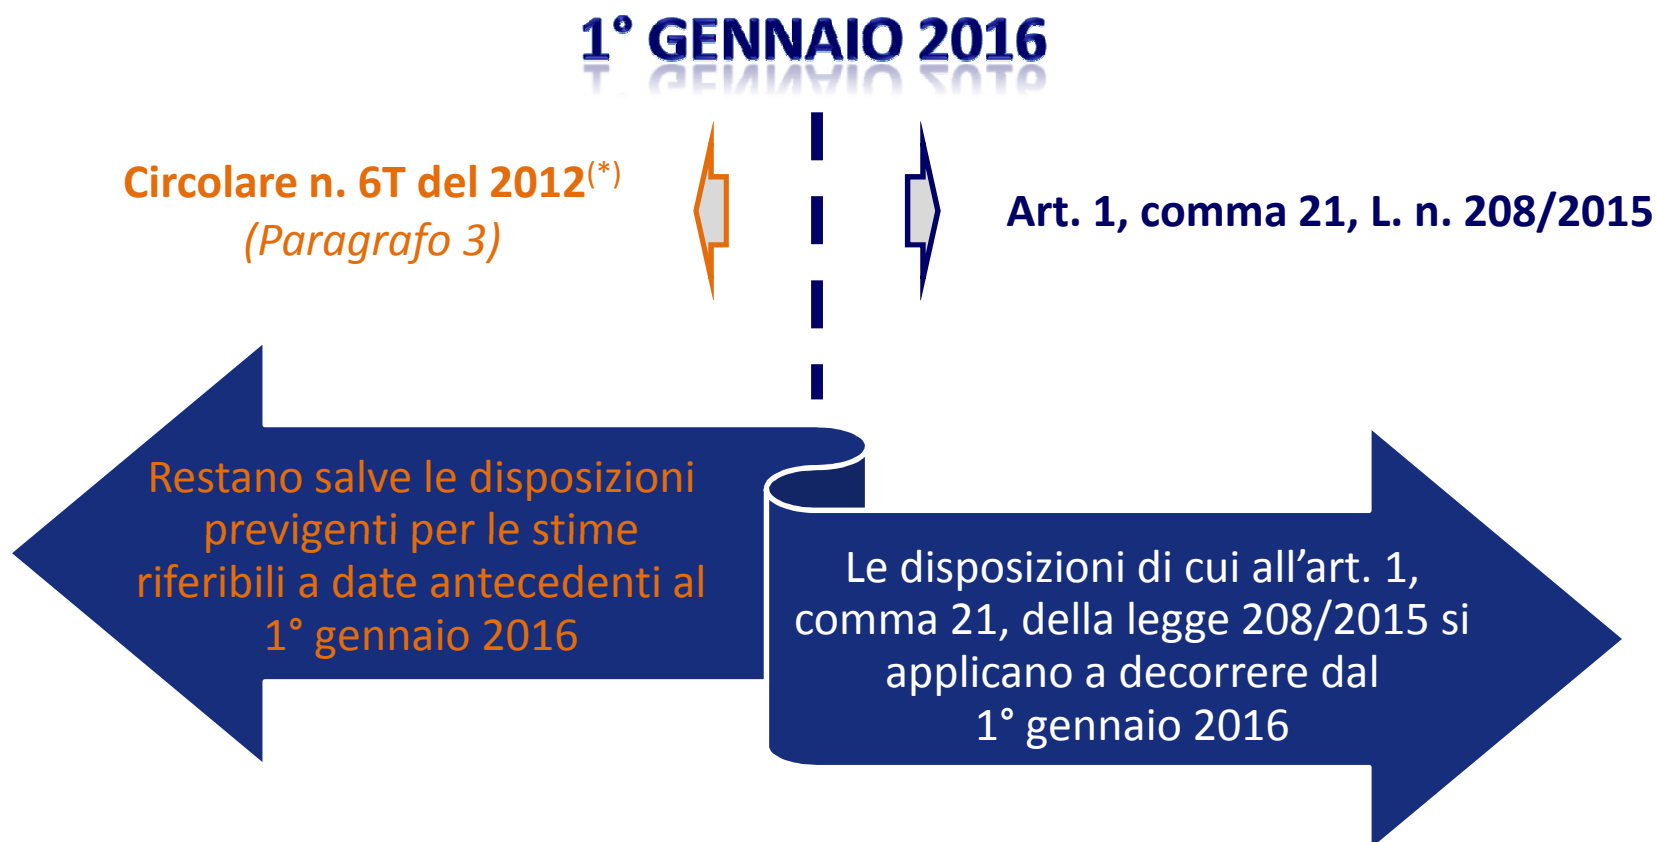 1° GENNAIO 2016
Circolare n. 6T del 2012(*)
(Paragrafo 3)
Art. 1, comma 21, L. n. 208/2015
Restano salve le disposizioni
previgenti per le stime
riferibili a date antecedenti al
1° gennaio 2016
Le disposizioni di cui all’art. 1,
comma 21, della legge 208/2015 si
applicano a decorrere dal
1° gennaio 2016